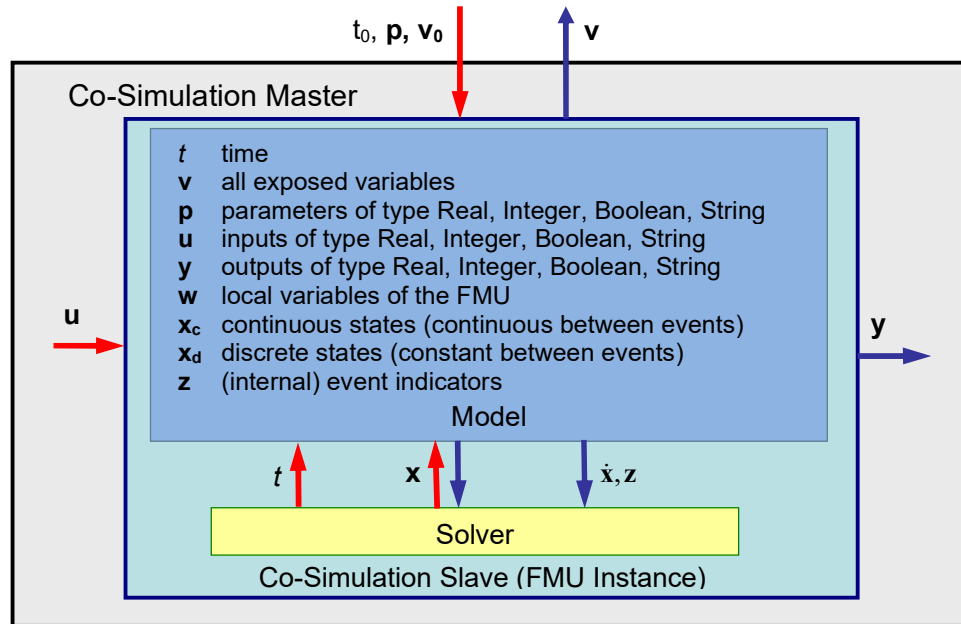 t₀, p, v₀
v
Co-Simulation Master
t time
v all exposed variables
p parameters of type Real, Integer, Boolean, String
u inputs of type Real, Integer, Boolean, String
y outputs of type Real, Integer, Boolean, String
w local variables of the FMU
x_c continuous states (continuous between events)
x_d discrete states (constant between events)
z (internal) event indicators
Model
u
y
t
x
ẋ, z
Solver
Co-Simulation Slave (FMU Instance)